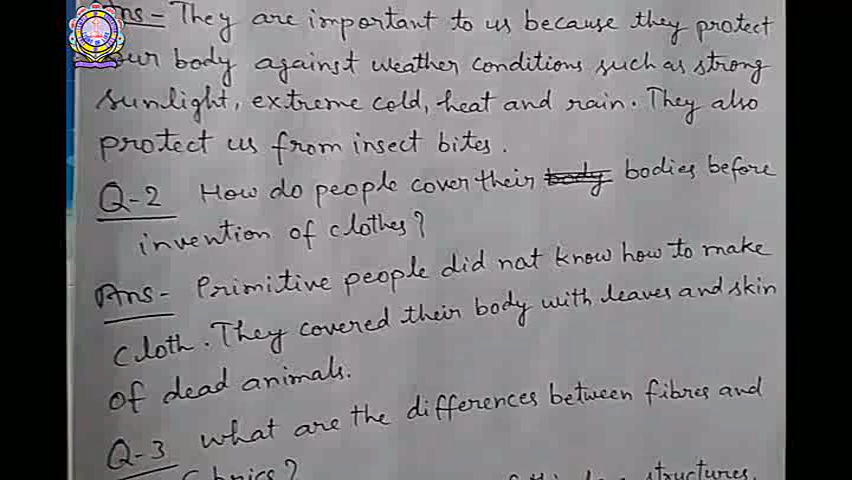 Ans - They are important to us because they protect
our body against weather conditions such as strong
sunlight, extreme cold, heat and rain. They also
protect us from insect bites.
Q-2 How do people cover their body bodies before
invention of clothes?
Ans - Primitive people did not know how to make
cloth. They covered their body with leaves and skin
of dead animals.
Q-3 What are the differences between fibres and
structures.